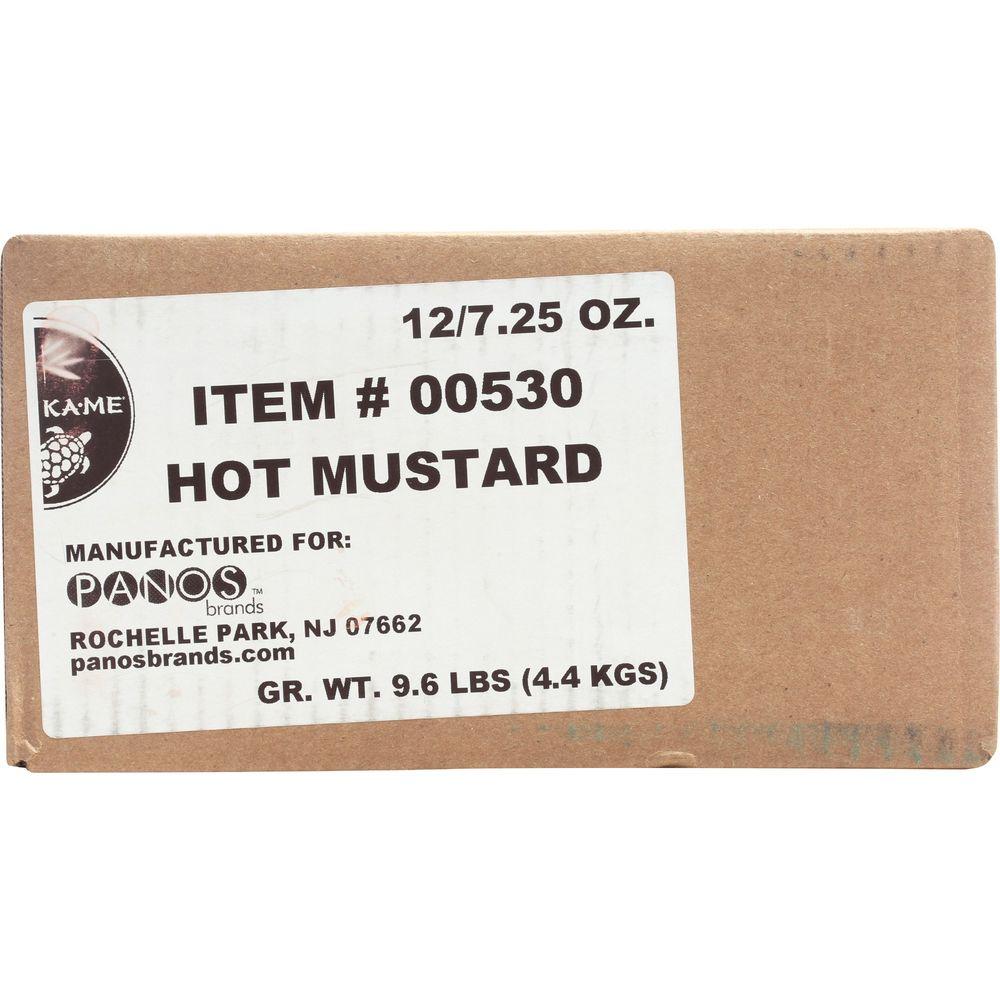 12/7.25 OZ.
KA·ME®
ITEM # 00530
HOT MUSTARD
MANUFACTURED FOR:
PANOS™
brands
ROCHELLE PARK, NJ 07662
panosbrands.com
GR. WT. 9.6 LBS (4.4 KGS)